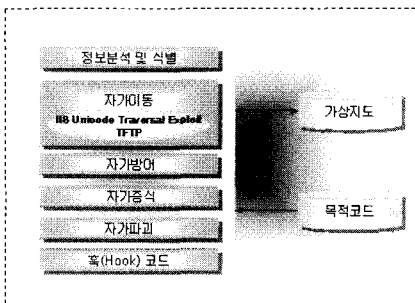 정보분석 및 식별
자가이동
IIS Unicode Traversal Exploit
TFTP
자가방어
자가증식
자가파괴
훅(Hook) 코드
가상지도
목적코드